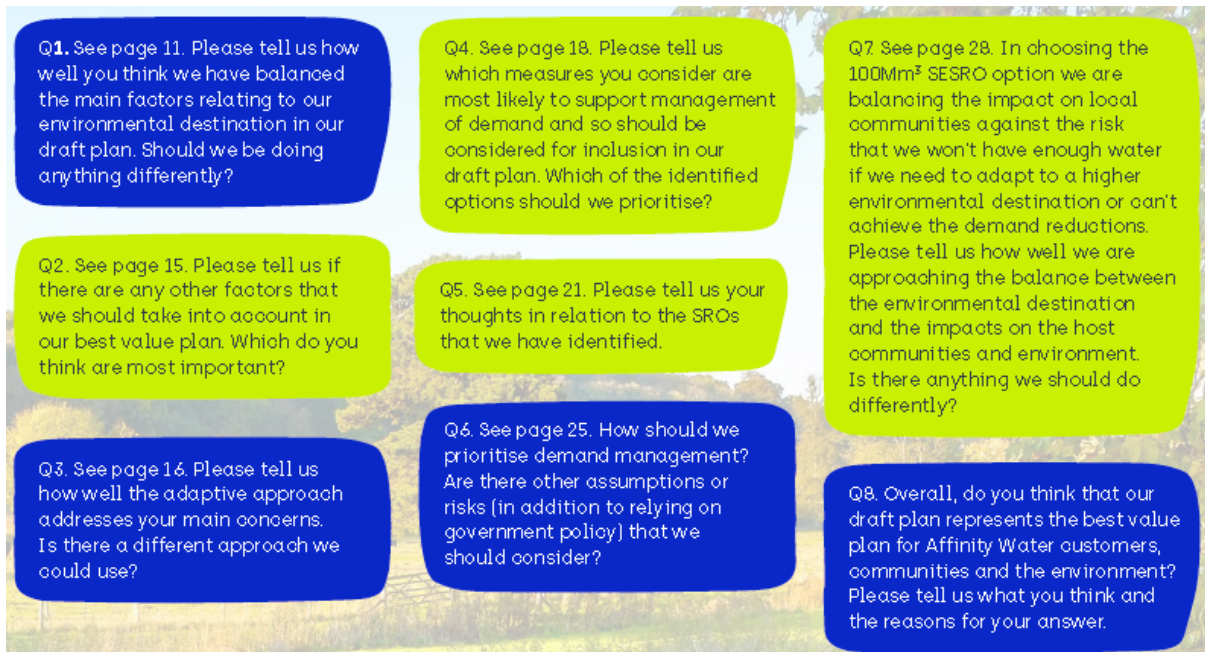 Q1. See page 11. Please tell us how
well you think we have balanced
the main factors relating to our
environmental destination in our
draft plan. Should we be doing
anything differently?
Q2. See page 15. Please tell us if
there are any other factors that
we should take into account in
our best value plan. Which do you
think are most important?
Q3. See page 16. Please tell us
how well the adaptive approach
addresses your main concerns.
Is there a different approach we
could use?
Q4. See page 18. Please tell us
which measures you consider are
most likely to support management
of demand and so should be
considered for inclusion in our
draft plan. Which of the identified
options should we prioritise?
Q5. See page 21. Please tell us your
thoughts in relation to the SROs
that we have identified.
Q6. See page 25. How should we
prioritise demand management?
Are there other assumptions or
risks (in addition to relying on
government policy) that we
should consider?
Q7. See page 28. In choosing the
100Mm³ SESRO option we are
balancing the impact on local
communities against the risk
that we won't have enough water
if we need to adapt to a higher
environmental destination or can't
achieve the demand reductions.
Please tell us how well we are
approaching the balance between
the environmental destination
and the impacts on the host
communities and environment.
Is there anything we should do
differently?
Q8. Overall, do you think that our
draft plan represents the best value
plan for Affinity Water customers,
communities and the environment?
Please tell us what you think and
the reasons for your answer.